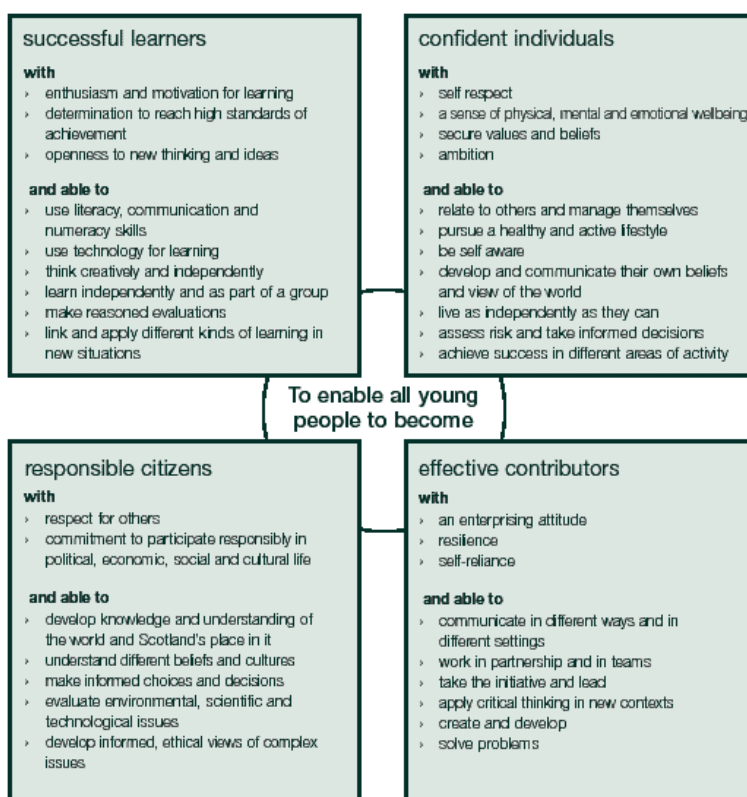 successful learners
with
› enthusiasm and motivation for learning
› determination to reach high standards of
achievement
› openness to new thinking and ideas
and able to
› use literacy, communication and
numeracy skills
› use technology for learning
› think creatively and independently
› learn independently and as part of a group
› make reasoned evaluations
› link and apply different kinds of learning in
new situations
confident individuals
with
› self respect
› a sense of physical, mental and emotional wellbeing
› secure values and beliefs
› ambition
and able to
› relate to others and manage themselves
› pursue a healthy and active lifestyle
› be self aware
› develop and communicate their own beliefs
and view of the world
› live as independently as they can
› assess risk and take informed decisions
› achieve success in different areas of activity
To enable all young
people to become
responsible citizens
with
› respect for others
› commitment to participate responsibly in
political, economic, social and cultural life
and able to
› develop knowledge and understanding of
the world and Scotland's place in it
› understand different beliefs and cultures
› make informed choices and decisions
› evaluate environmental, scientific and
technological issues
› develop informed, ethical views of complex
issues
effective contributors
with
› an enterprising attitude
› resilience
› self-reliance
and able to
› communicate in different ways and in
different settings
› work in partnership and in teams
› take the initiative and lead
› apply critical thinking in new contexts
› create and develop
› solve problems